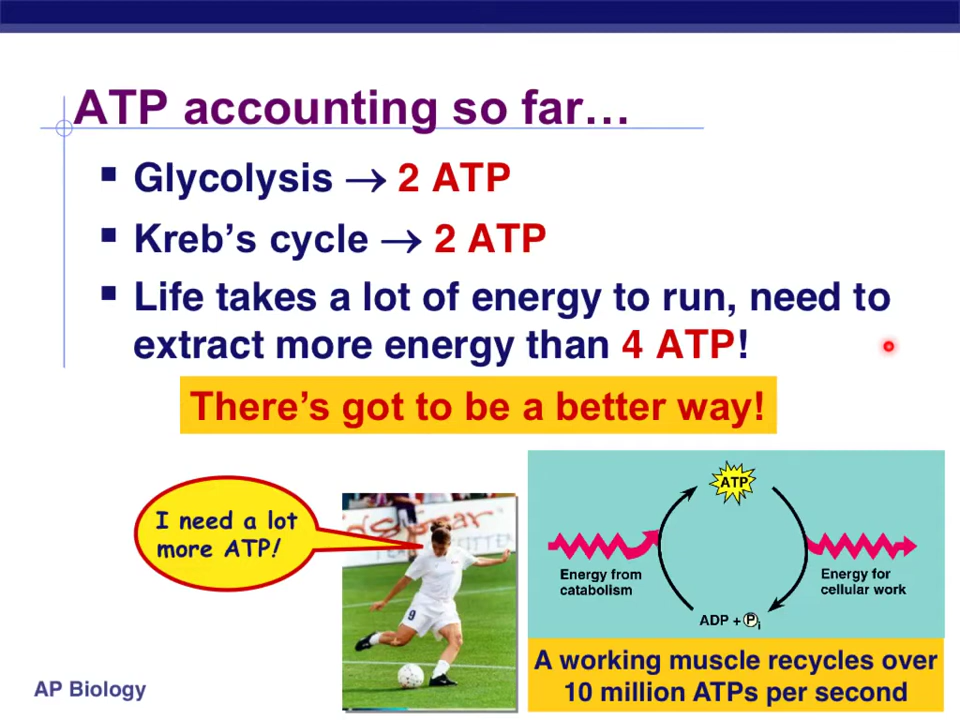 ATP accounting so far…
▪ Glycolysis → 2 ATP
▪ Kreb’s cycle → 2 ATP
▪ Life takes a lot of energy to run, need to
extract more energy than 4 ATP!
There’s got to be a better way!
I need a lot
more ATP!
9
ATP
Energy from
catabolism
Energy for
cellular work
ADP + Pi
A working muscle recycles over
10 million ATPs per second
AP Biology